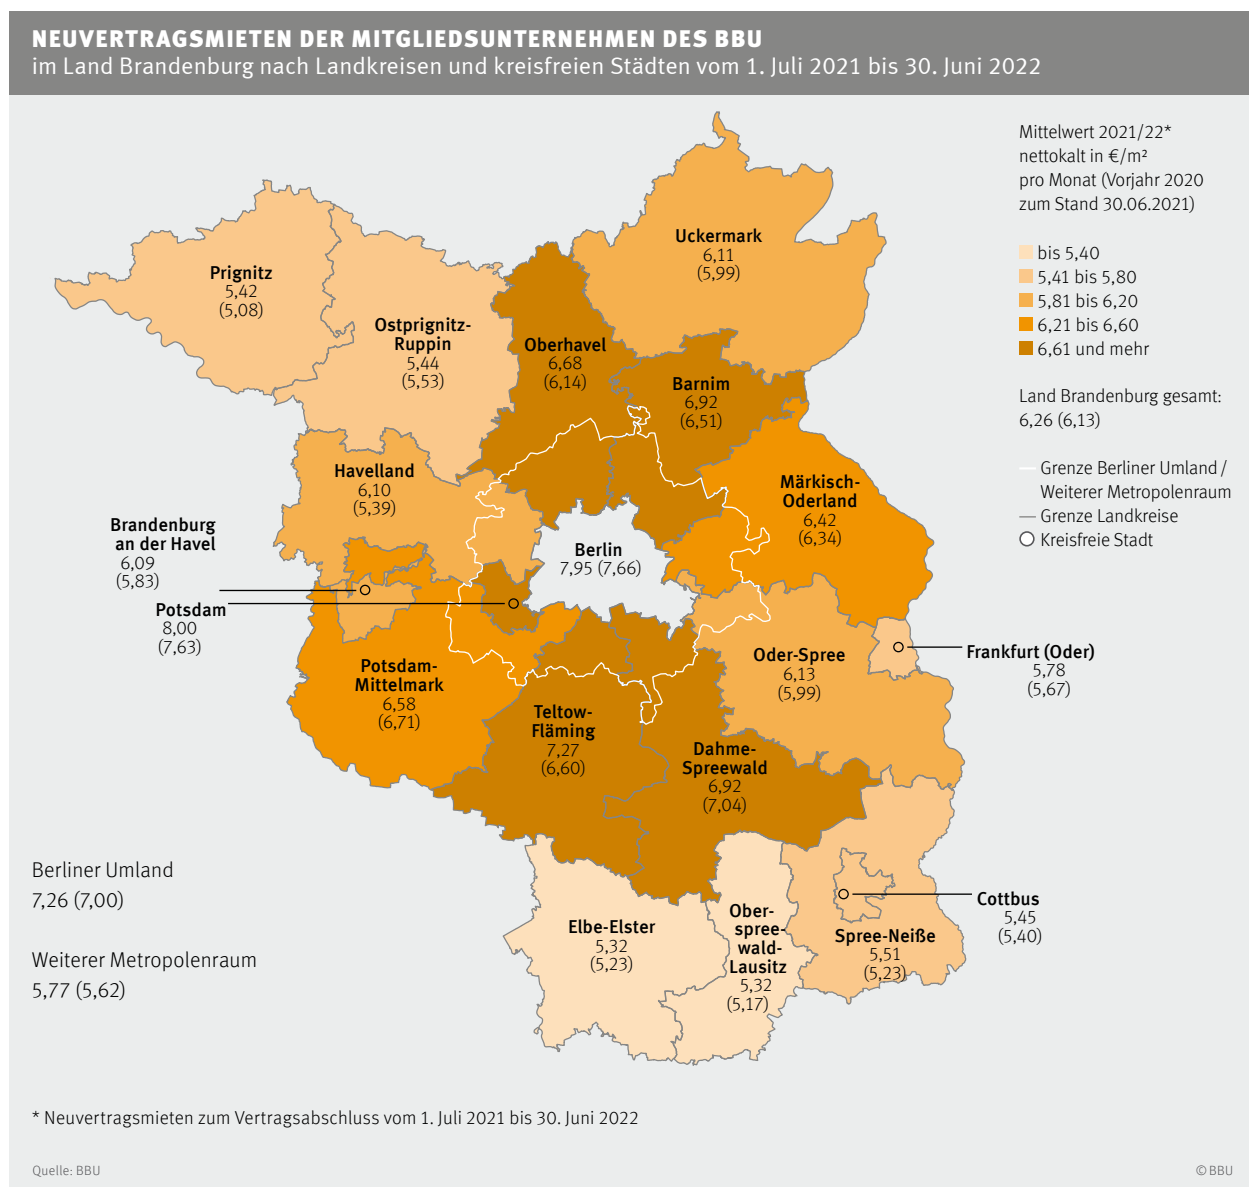 NEUVERTRAGSMIETEN DER MITGLIEDSUNTERNEHMEN DES BBU
im Land Brandenburg nach Landkreisen und kreisfreien Städten vom 1. Juli 2021 bis 30. Juni 2022
Mittelwert 2021/22*
nettokalt in €/m²
pro Monat (Vorjahr 2020
zum Stand 30.06.2021)
bis 5,40
5,41 bis 5,80
5,81 bis 6,20
6,21 bis 6,60
6,61 und mehr
Land Brandenburg gesamt:
6,26 (6,13)
Grenze Berliner Umland /
Weiterer Metropolenraum
Grenze Landkreise
Kreisfreie Stadt
Uckermark
6,11
(5,99)
Prignitz
5,42
(5,08)
Ostprignitz-
Ruppin
5,44
(5,53)
Oberhavel
6,68
(6,14)
Barnim
6,92
(6,51)
Havelland
6,10
(5,39)
Märkisch-
Oderland
6,42
(6,34)
Brandenburg
an der Havel
6,09
(5,83)
Berlin
7,95 (7,66)
Potsdam
8,00
(7,63)
Potsdam-
Mittelmark
6,58
(6,71)
Oder-Spree
6,13
(5,99)
Frankfurt (Oder)
5,78
(5,67)
Teltow-
Fläming
7,27
(6,60)
Dahme-
Spreewald
6,92
(7,04)
Berliner Umland
7,26 (7,00)
Weiterer Metropolenraum
5,77 (5,62)
Elbe-Elster
5,32
(5,23)
Ober-
spree-
wald-
Lausitz
5,32
(5,17)
Spree-Neiße
5,51
(5,23)
Cottbus
5,45
(5,40)
* Neuvertragsmieten zum Vertragsabschluss vom 1. Juli 2021 bis 30. Juni 2022
Quelle: BBU
© BBU